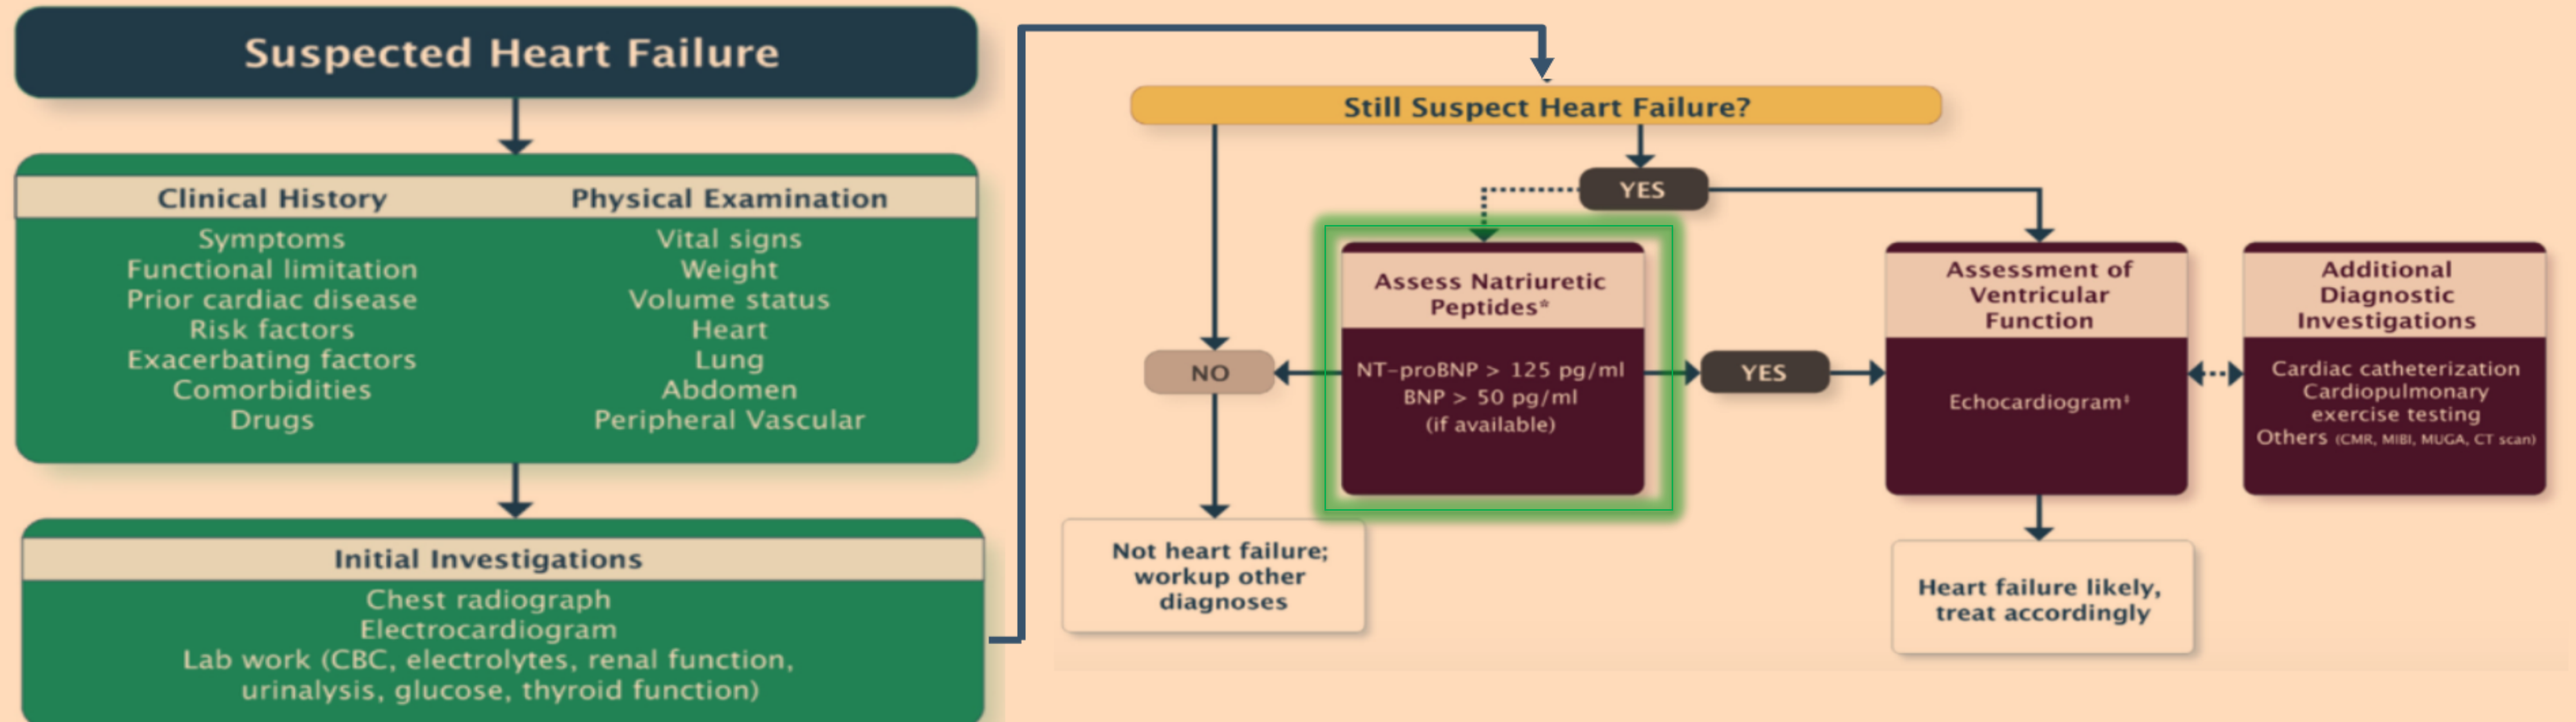 Suspected Heart Failure
Clinical History
Symptoms
Functional limitation
Prior cardiac disease
Risk factors
Exacerbating factors
Comorbidities
Drugs
Physical Examination
Vital signs
Weight
Volume status
Heart
Lung
Abdomen
Peripheral Vascular
Initial Investigations
Chest radiograph
Electrocardiogram
Lab work (CBC, electrolytes, renal function,
urinalysis, glucose, thyroid function)
Still Suspect Heart Failure?
YES
Assess Natriuretic
Peptides*
NT-proBNP > 125 pg/ml
BNP > 50 pg/ml
(if available)
NO
Not heart failure;
workup other
diagnoses
YES
Assessment of
Ventricular
Function
Echocardiogram‡
Heart failure likely,
treat accordingly
Additional
Diagnostic
Investigations
Cardiac catheterization
Cardiopulmonary
exercise testing
Others (CMR, MIBI, MUGA, CT scan)